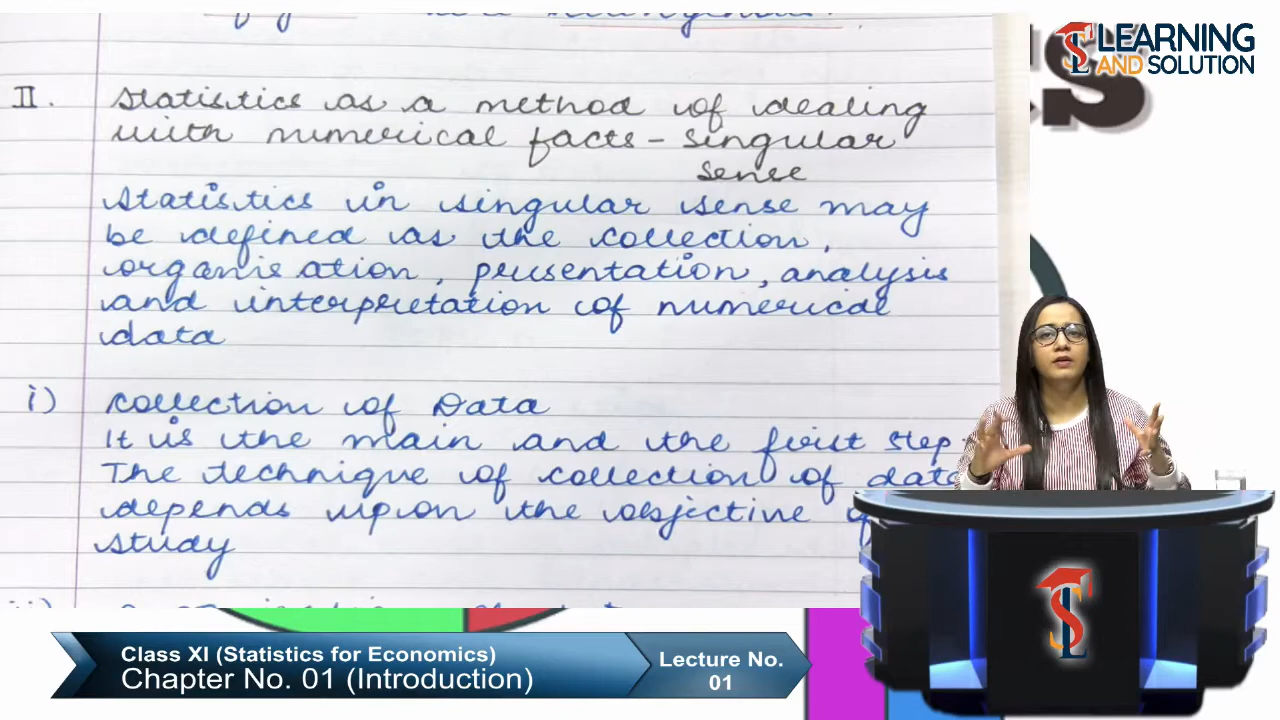 II. Statistics as a method of dealing
with numerical facts - Singular
sense
Statistics in singular sense may
be defined as the collection,
organisation, presentation, analysis
and interpretation of numerical
data
i) Collection of Data
It is the main and the first step.
The technique of collection of data
depends upon the objective of
study
LEARNING
AND SOLUTION
Class XI (Statistics for Economics)
Chapter No. 01 (Introduction)
Lecture No.
01